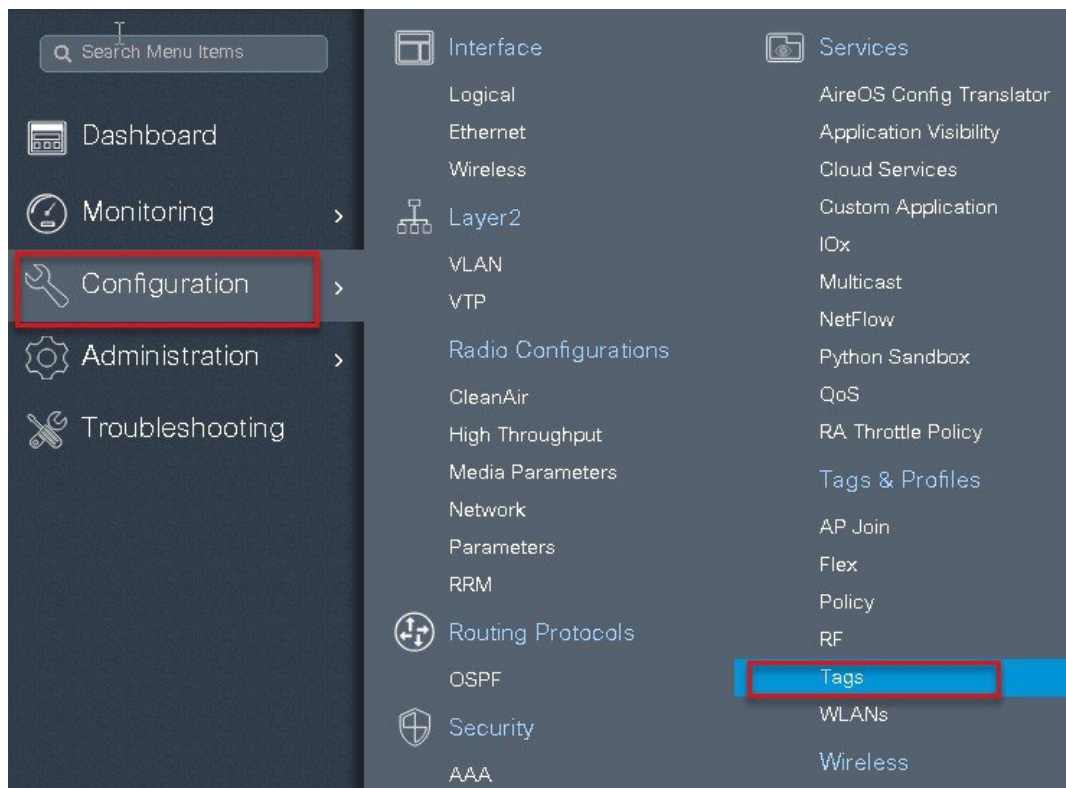 Search Menu Items
Dashboard
Monitoring
Configuration
Administration
Troubleshooting
Interface
Logical
Ethernet
Wireless
Layer2
VLAN
VTP
Radio Configurations
CleanAir
High Throughput
Media Parameters
Network
Parameters
RRM
Routing Protocols
OSPF
Security
AAA
Services
AireOS Config Translator
Application Visibility
Cloud Services
Custom Application
IOx
Multicast
NetFlow
Python Sandbox
QoS
RA Throttle Policy
Tags & Profiles
AP Join
Flex
Policy
RF
Tags
WLANs
Wireless